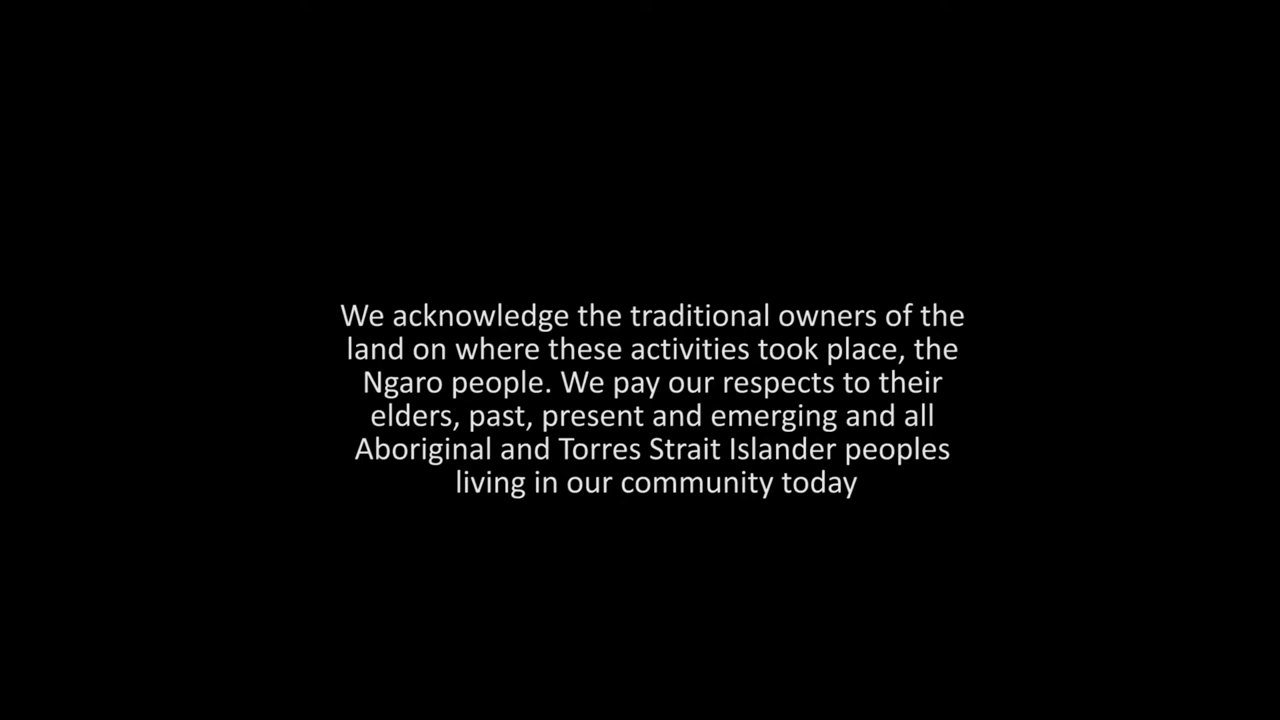 We acknowledge the traditional owners of the
land on where these activities took place, the
Ngaro people. We pay our respects to their
elders, past, present and emerging and all
Aboriginal and Torres Strait Islander peoples
living in our community today